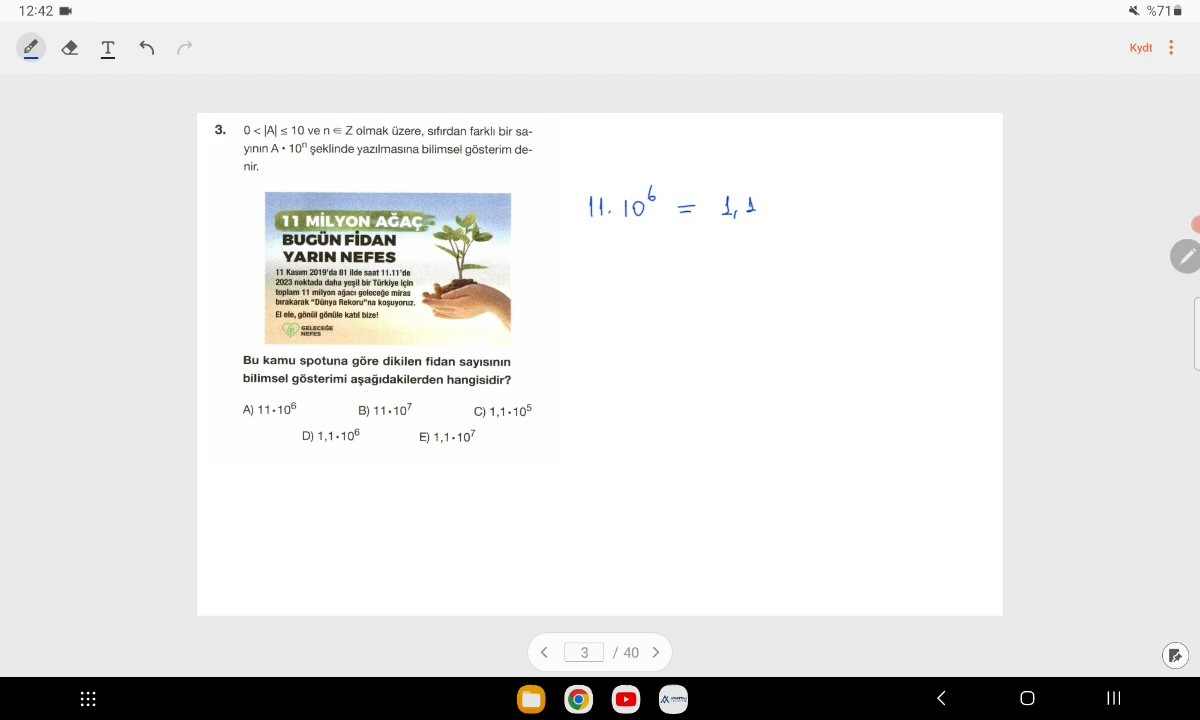 12:42
%71
T
Kydt
3. 0 < |A| ≤ 10 ve n ∈ Z olmak üzere, sıfırdan farklı bir sa-
yının A • 10ⁿ şeklinde yazılmasına bilimsel gösterim de-
nir.
11 MİLYON AĞAÇ
BUGÜN FİDAN
YARIN NEFES
11 Kasım 2019'da 81 ilde saat 11.11'de
2023 noktada daha yeşil bir Türkiye için
toplam 11 milyon ağacı geleceğe miras
bırakarak "Dünya Rekoru"na koşuyoruz.
El ele, gönül gönüle katıl bize!
GELECEĞE
NEFES
Bu kamu spotuna göre dikilen fidan sayısının
bilimsel gösterimi aşağıdakilerden hangisidir?
A) 11•10⁶ B) 11•10⁷ C) 1,1•10⁵
D) 1,1•10⁶ E) 1,1•10⁷
11. 10⁶ = 1,1
3 / 40